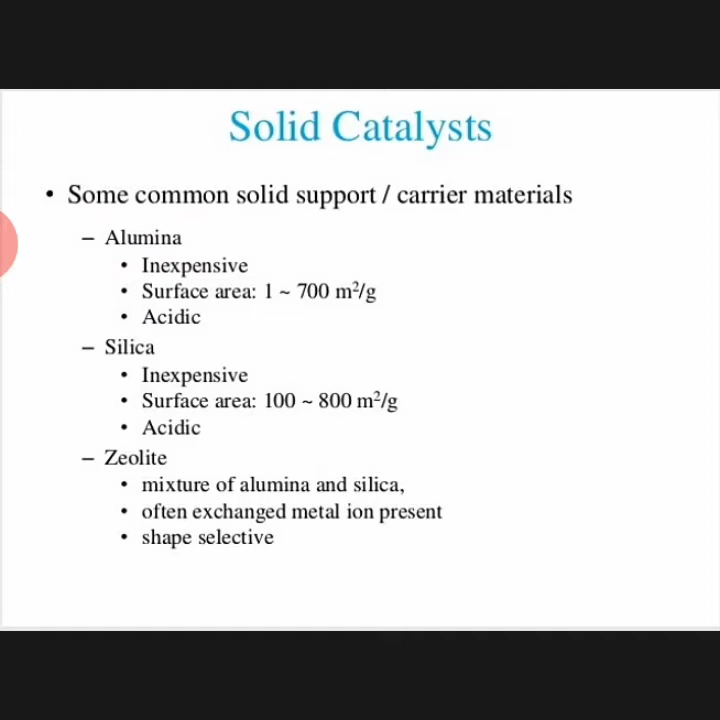 Solid Catalysts
• Some common solid support / carrier materials
– Alumina
• Inexpensive
• Surface area: 1 ~ 700 m²/g
• Acidic
– Silica
• Inexpensive
• Surface area: 100 ~ 800 m²/g
• Acidic
– Zeolite
• mixture of alumina and silica,
• often exchanged metal ion present
• shape selective